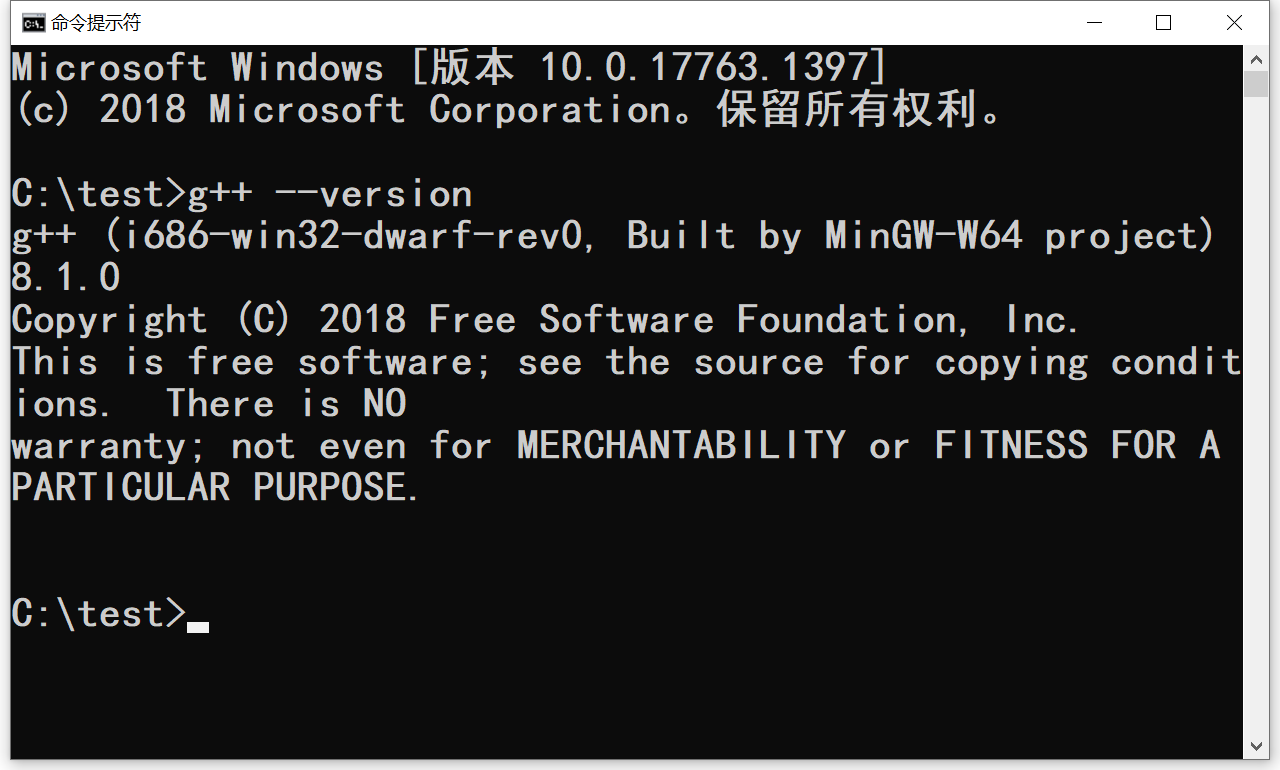 命令提示符
Microsoft Windows [版本 10.0.17763.1397]
(c) 2018 Microsoft Corporation。保留所有权利。
C:\test>g++ --version
g++ (i686-win32-dwarf-rev0, Built by MinGW-W64 project)
8.1.0
Copyright (C) 2018 Free Software Foundation, Inc.
This is free software; see the source for copying condit
ions.  There is NO
warranty; not even for MERCHANTABILITY or FITNESS FOR A
PARTICULAR PURPOSE.
C:\test>